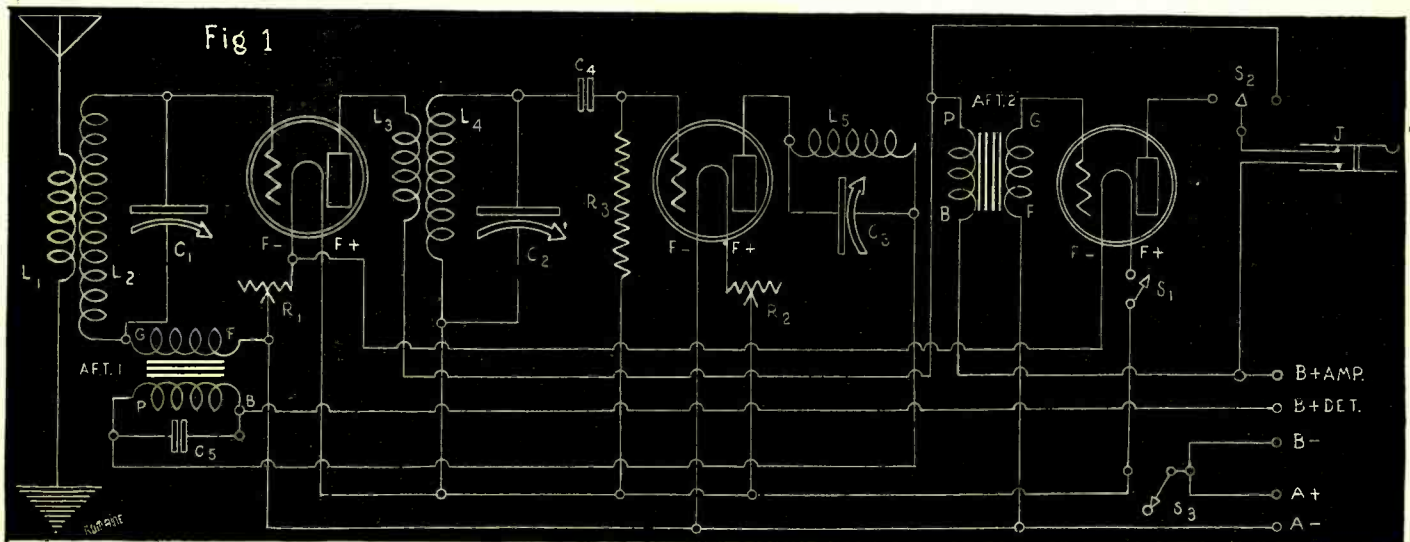 Fig 1
C4
S2
A.F.T.2
L3
L4
L5
P
G
J
R3
C1
L2
F-
F+
C2
F-
F+
C3
B
F
F-
F+
L1
R1
R2
S1
G
F
A.F.T.1
B+AMP.
P
B
B+DET.
C5
B-
A+
S3
A-
ROMAINE